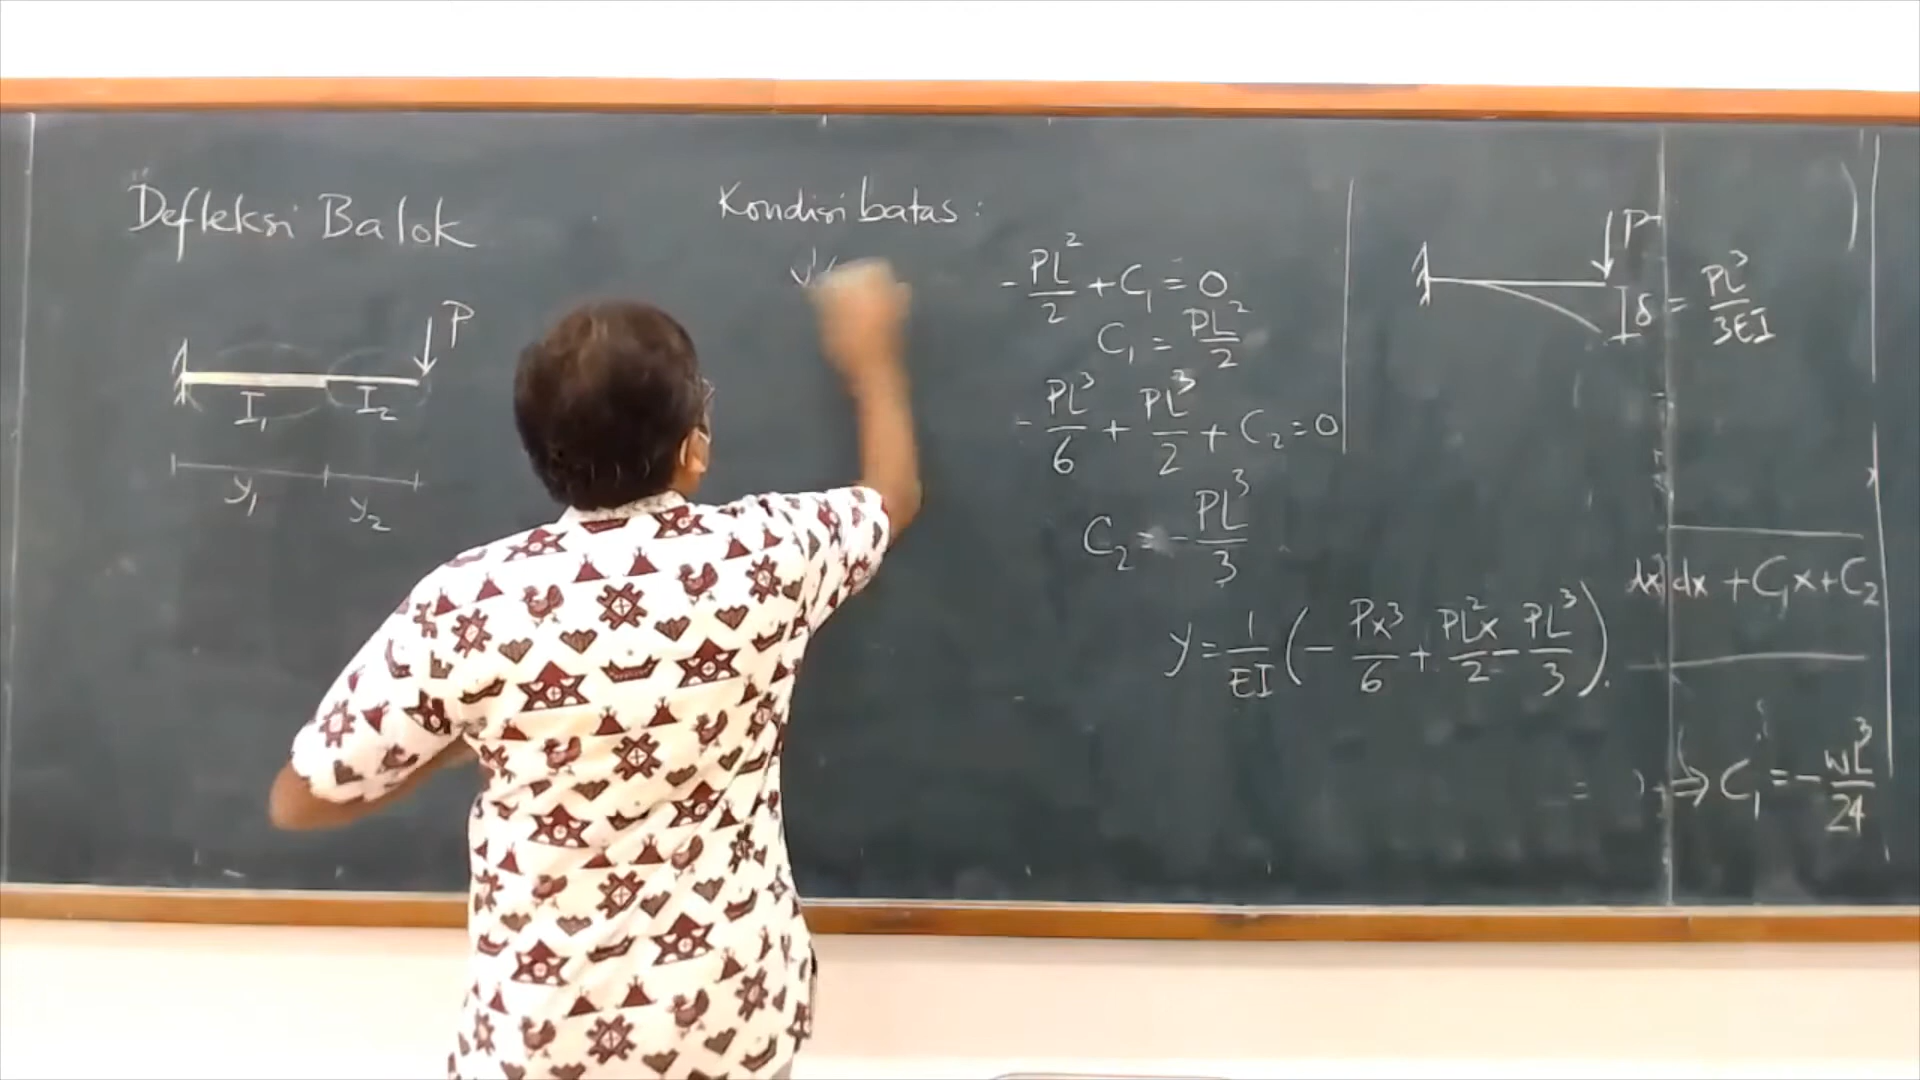 Defleksi Balok
P
I₁ I₂
y₁ y₂
Kondisi batas :
y'(
- PL²/2 + C₁ = 0
C₁ = PL²/2
- PL³/6 + PL³/2 + C₂ = 0
C₂ = - PL³/3
y = 1/EI (- Px³/6 + PL²x/2 - PL³/3).
P
δ = PL³/3EI
dx]dx + C₁x + C₂
⇒ C₁ = - wL³/24